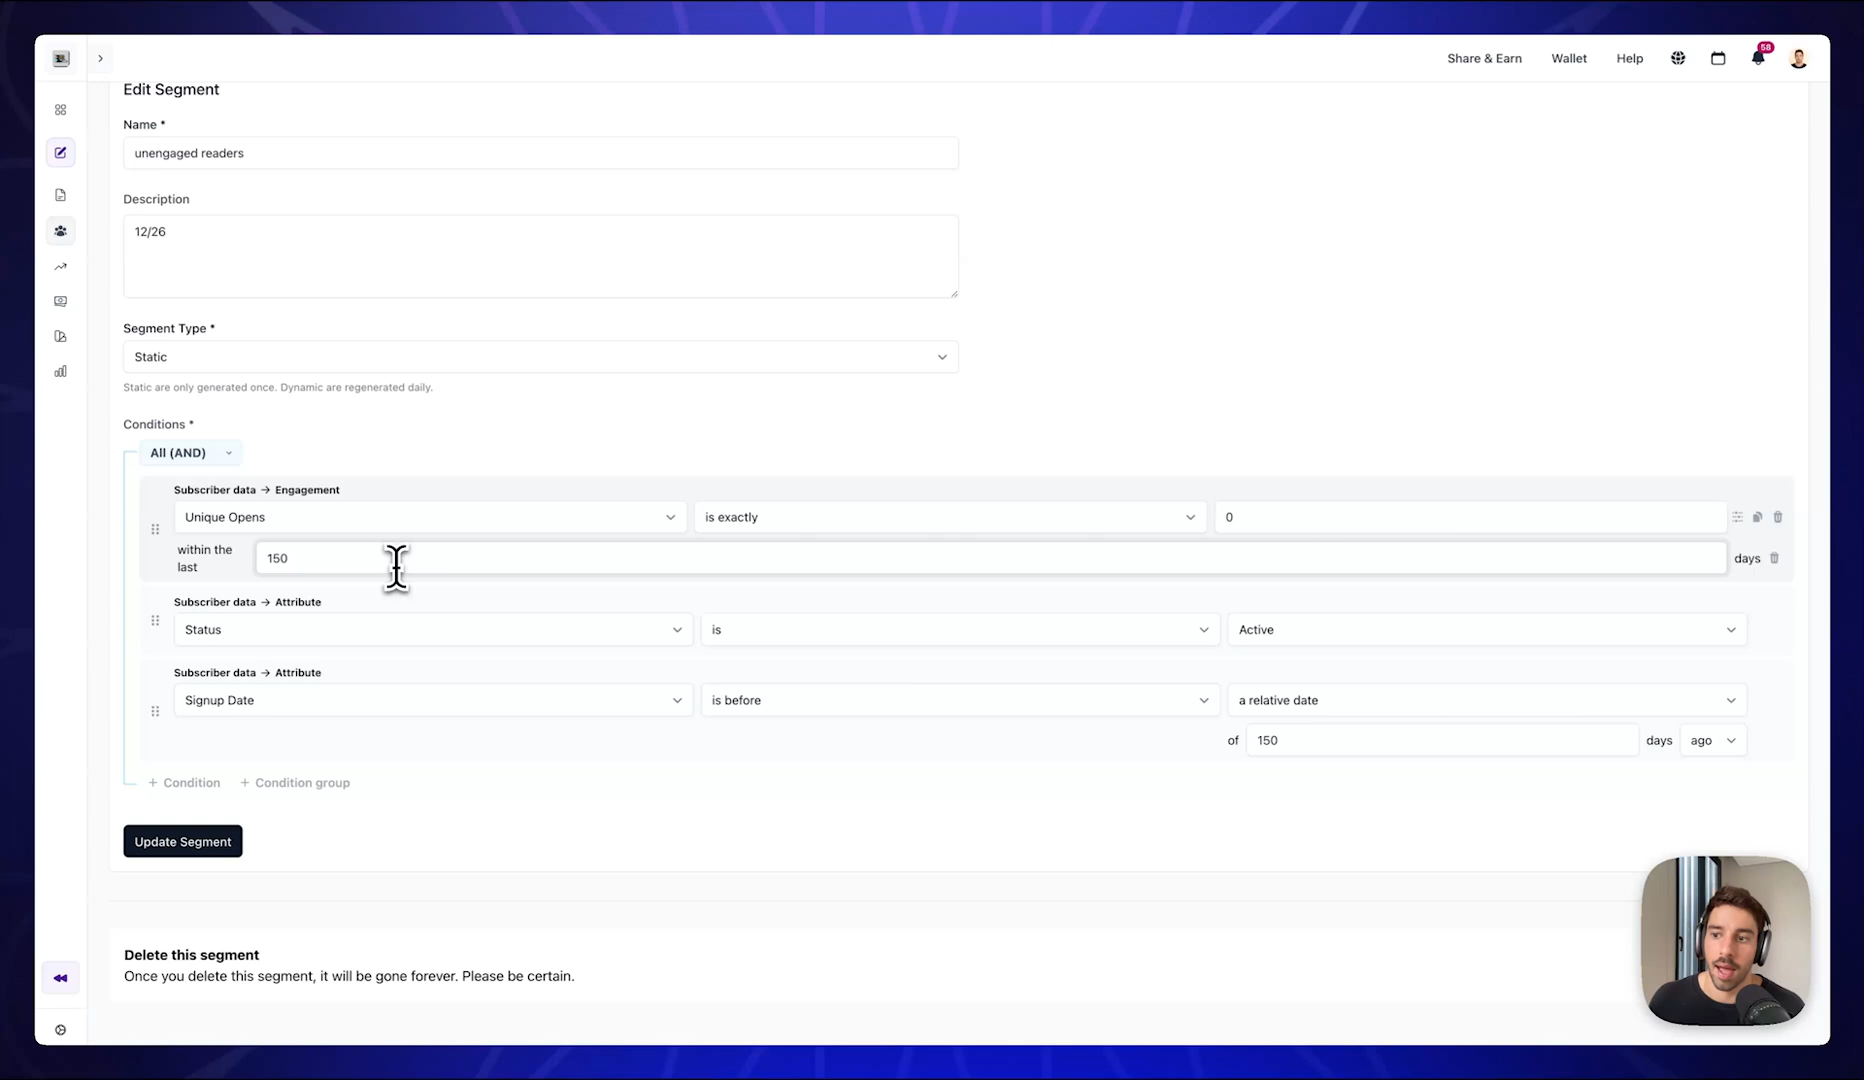 Share & Earn Wallet Help 58
Edit Segment
Name *
unengaged readers
Description
12/26
Segment Type *
Static
Static are only generated once. Dynamic are regenerated daily.
Conditions *
All (AND)
Subscriber data → Engagement
Unique Opens is exactly 0
within the last 150 days
Subscriber data → Attribute
Status is Active
Subscriber data → Attribute
Signup Date is before a relative date
of 150 days ago
+ Condition + Condition group
Update Segment
Delete this segment
Once you delete this segment, it will be gone forever. Please be certain.